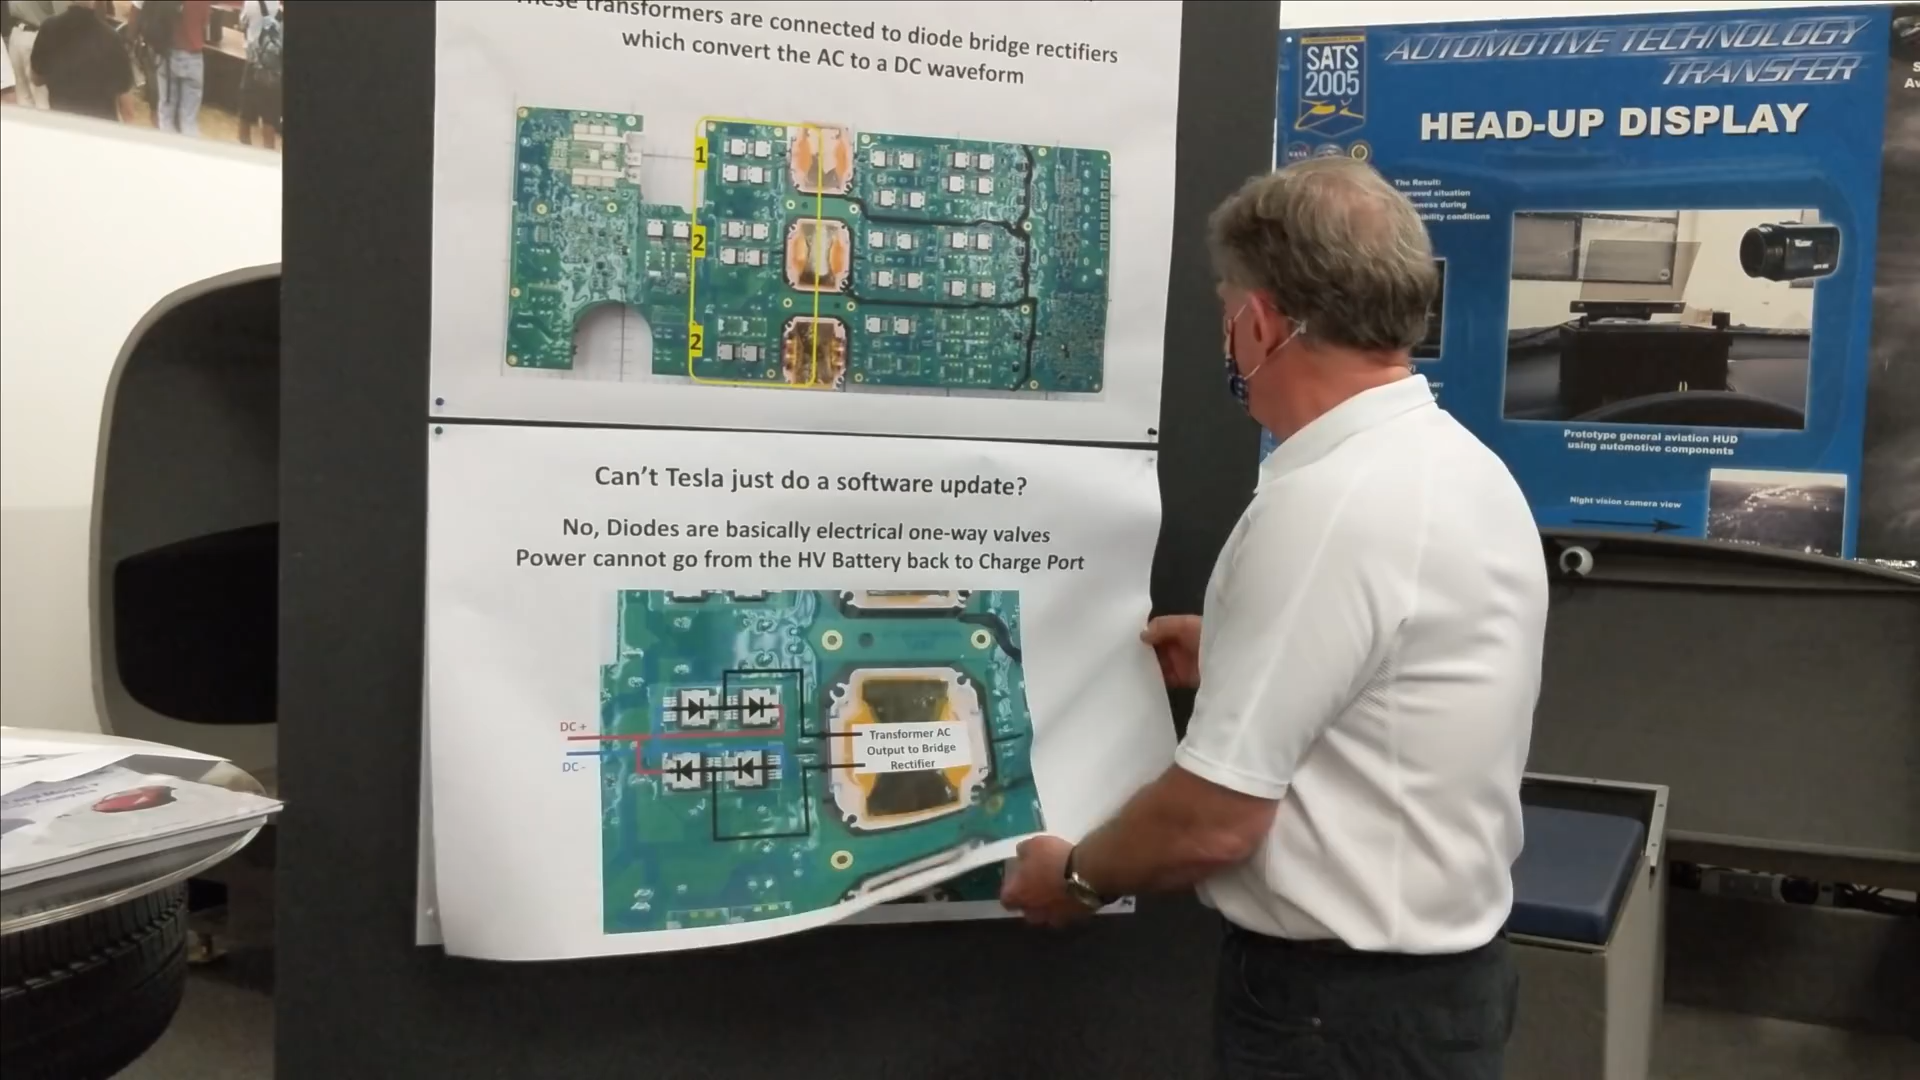 These transformers are connected to diode bridge rectifiers
which convert the AC to a DC waveform
1
2
2
Can't Tesla just do a software update?
No, Diodes are basically electrical one-way valves
Power cannot go from the HV Battery back to Charge Port
DC +
DC -
Transformer AC
Output to Bridge
Rectifier
SATS
2005
AUTOMOTIVE TECHNOLOGY
TRANSFER
HEAD-UP DISPLAY
The Result:
situation
during
conditions
Prototype general aviation HUD
using automotive components
Night vision camera view